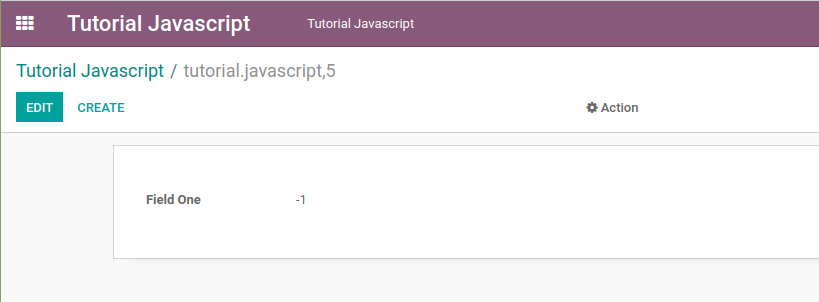 Tutorial Javascript Tutorial Javascript
Tutorial Javascript / tutorial.javascript,5
EDIT CREATE Action
Field One -1